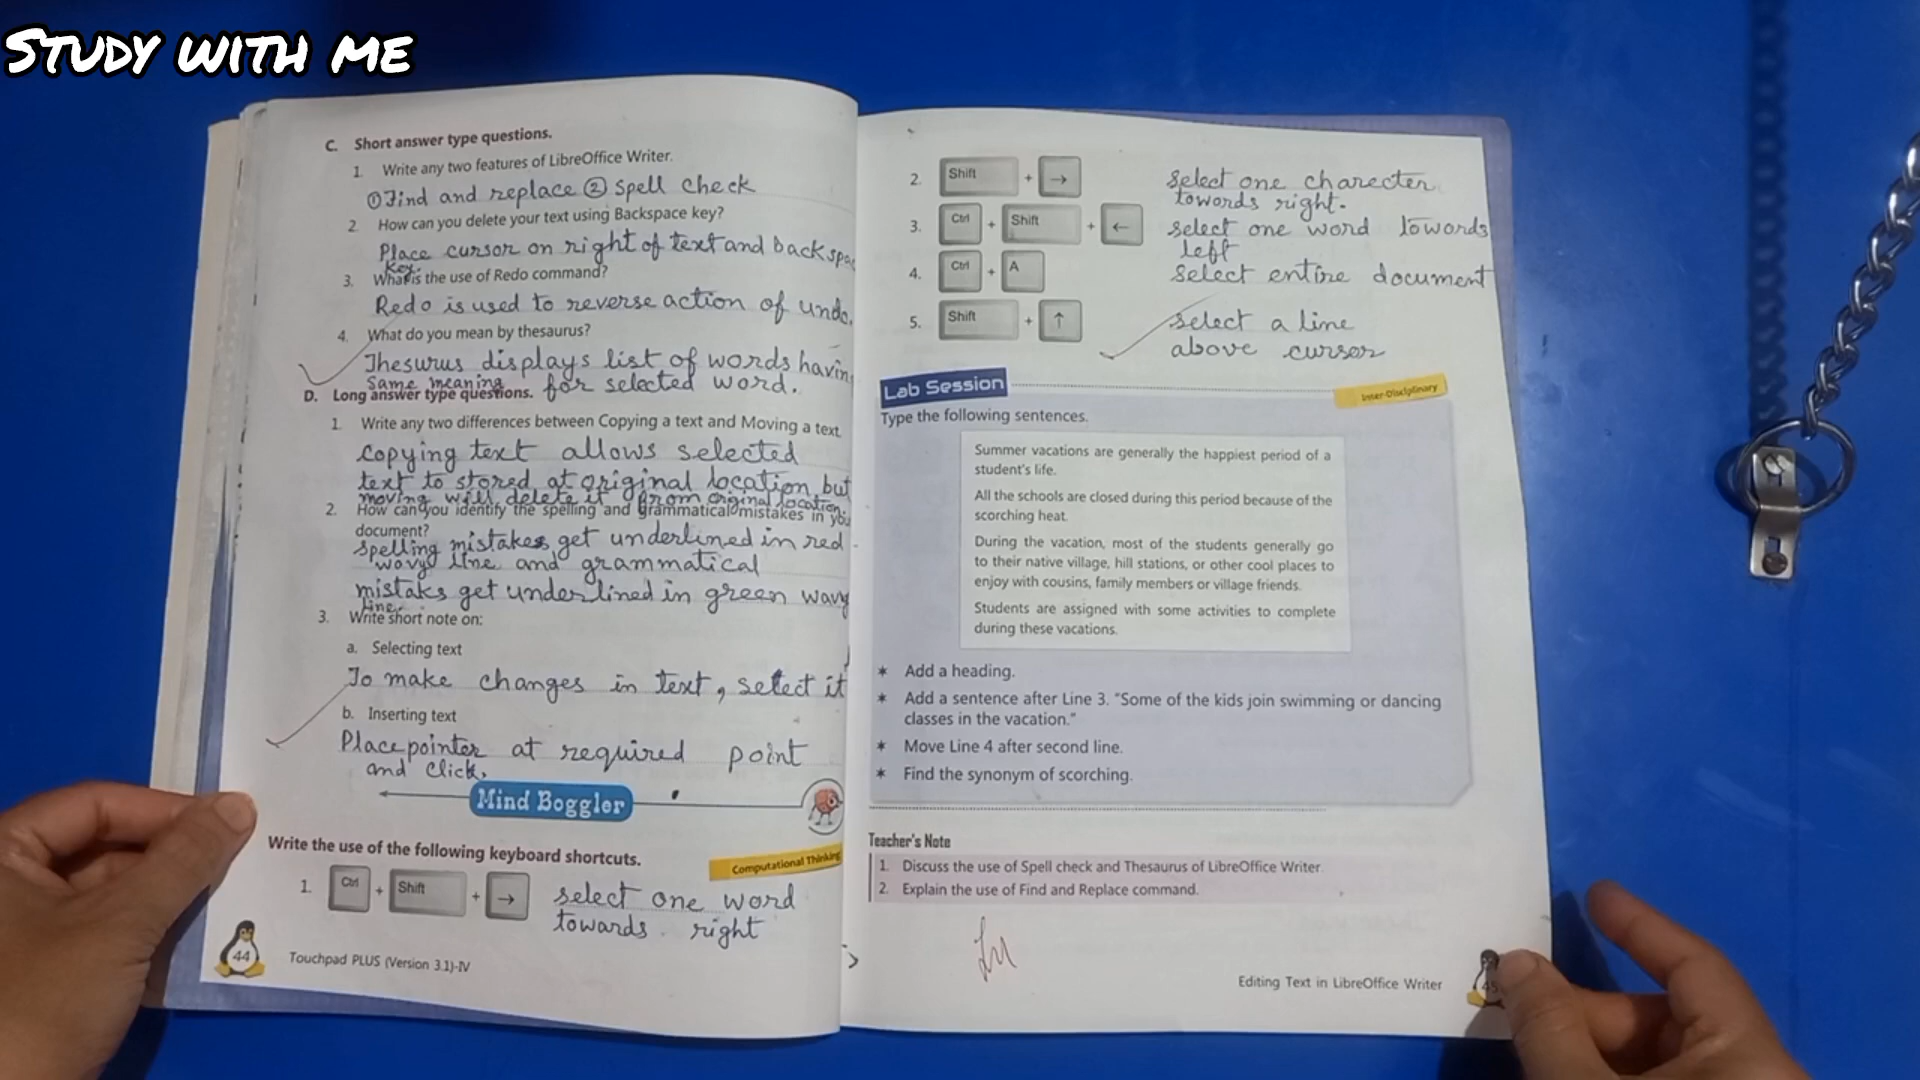 STUDY WITH ME
C. Short answer type questions.
1. Write any two features of LibreOffice Writer.
① Find and replace ② spell check
2. How can you delete your text using Backspace key?
Place cursor on right of text and backspa
Key.
3. What is the use of Redo command?
Redo is used to reverse action of undo.
4. What do you mean by thesaurus?
Thesurus displays list of words havin
Same meaning for selected word.
D. Long answer type questions.
1. Write any two differences between Copying a text and Moving a text.
Copying text allows selected
text to stored at original location but
moving will delete it from original location.
2. How can you identify the spelling and grammatical mistakes in you
document?
spelling mistakes get underlined in red
wavy line and grammatical
mistaks get underlined in green wavy
line.
3. Write short note on:
a. Selecting text
To make changes in text, select it
b. Inserting text
Place pointer at required point
and click.
Mind Boggler
Write the use of the following keyboard shortcuts.
Computational Thinking
1. Ctrl + Shift + → select one word
towards right
44 Touchpad PLUS (Version 3.1)-IV
2. Shift + → select one charecter
towords right.
3. Ctrl + Shift + ← select one word towords
left
4. Ctrl + A select entire document
5. Shift + ↑ select a line
above cursor
Lab Session
Inter-Disciplinary
Type the following sentences.
Summer vacations are generally the happiest period of a
student's life.
All the schools are closed during this period because of the
scorching heat.
During the vacation, most of the students generally go
to their native village, hill stations, or other cool places to
enjoy with cousins, family members or village friends.
Students are assigned with some activities to complete
during these vacations.
* Add a heading.
* Add a sentence after Line 3. "Some of the kids join swimming or dancing
classes in the vacation."
* Move Line 4 after second line.
* Find the synonym of scorching.
Teacher's Note
1. Discuss the use of Spell check and Thesaurus of LibreOffice Writer.
2. Explain the use of Find and Replace command.
Editing Text in LibreOffice Writer 45